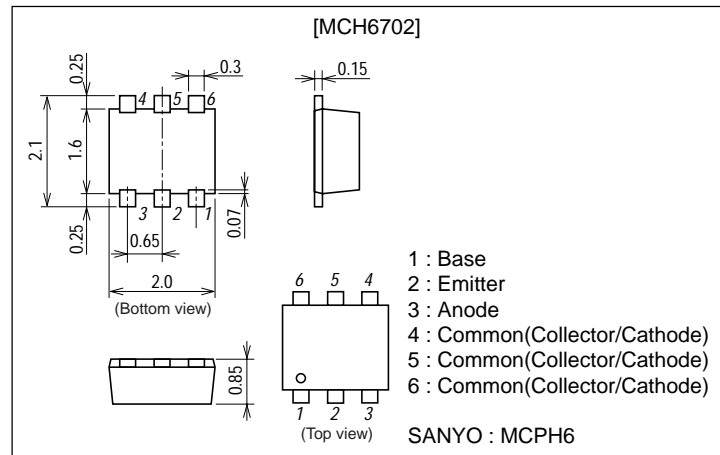 [MCH6702]
0.25
0.3
0.15
4 5 6
2.1
1.6
3 2 1
0.25
0.65
0.07
2.0
(Bottom view)
0.85
6 5 4
1 2 3
(Top view)
1 : Base
2 : Emitter
3 : Anode
4 : Common(Collector/Cathode)
5 : Common(Collector/Cathode)
6 : Common(Collector/Cathode)
SANYO : MCPH6